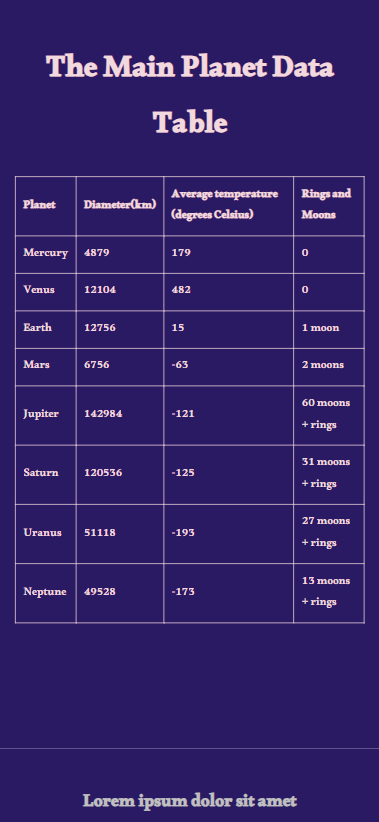 The Main Planet Data
Table
Planet Diameter(km) Average temperature (degrees Celsius) Rings and Moons
Mercury 4879 179 0
Venus 12104 482 0
Earth 12756 15 1 moon
Mars 6756 -63 2 moons
Jupiter 142984 -121 60 moons + rings
Saturn 120536 -125 31 moons + rings
Uranus 51118 -193 27 moons + rings
Neptune 49528 -173 13 moons + rings
Lorem ipsum dolor sit amet